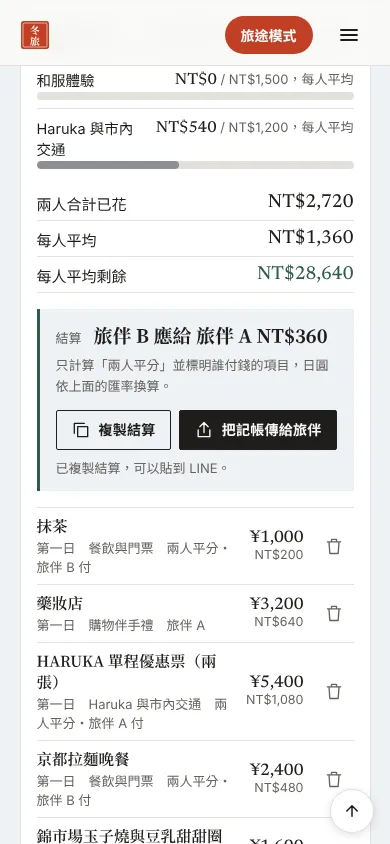 冬旅
旅途模式
和服體驗 NT$0 / NT$1,500，每人平均
Haruka 與市內交通 NT$540 / NT$1,200，每人平均
兩人合計已花 NT$2,720
每人平均 NT$1,360
每人平均剩餘 NT$28,640
結算 旅伴 B 應給 旅伴 A NT$360
只計算「兩人平分」並標明誰付錢的項目，日圓
依上面的匯率換算。
複製結算
把記帳傳給旅伴
已複製結算，可以貼到 LINE。
抹茶
¥1,000
第一日 餐飲與門票 兩人平分・
旅伴 B 付
NT$200
藥妝店
¥3,200
第一日 購物伴手禮 旅伴 A
NT$640
HARUKA 單程優惠票（兩
張）
¥5,400
第一日 Haruka 與市內交通 兩
人平分・旅伴 A 付
NT$1,080
京都拉麵晚餐
¥2,400
第一日 餐飲與門票 兩人平分・
旅伴 B 付
NT$480
錦市場玉子燒與豆乳甜甜圈
¥1,600